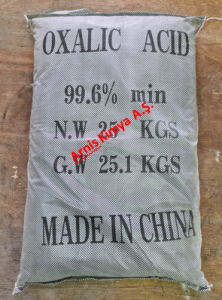 OXALIC ACID
99.6% min
N.W 25 KGS
G.W 25.1 KGS
MADE IN CHINA
Arnis Kimya A.Ş.